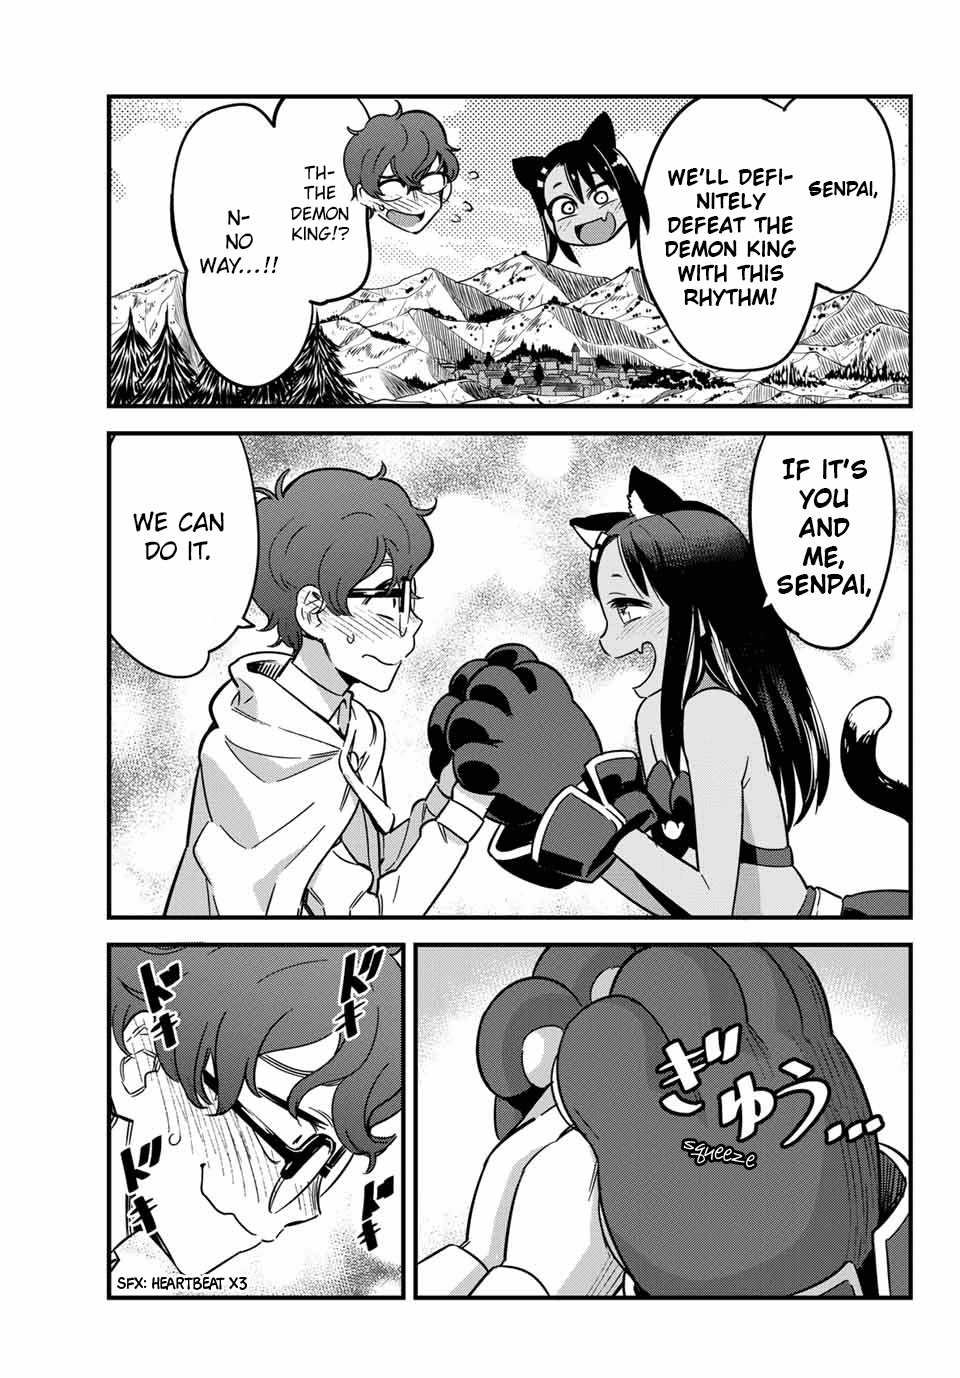 SENPAI,
WE'LL DEFI-
NITELY
DEFEAT THE
DEMON KING
WITH THIS
RHYTHM!
TH-
THE
DEMON
KING!?
N-
NO
WAY...!!
IF IT'S
YOU
AND
ME,
SENPAI,
WE CAN
DO IT.
ぎゅう...
squeeze
ドキ
ドキ
ドキ
ドキ
SFX: HEARTBEAT X3